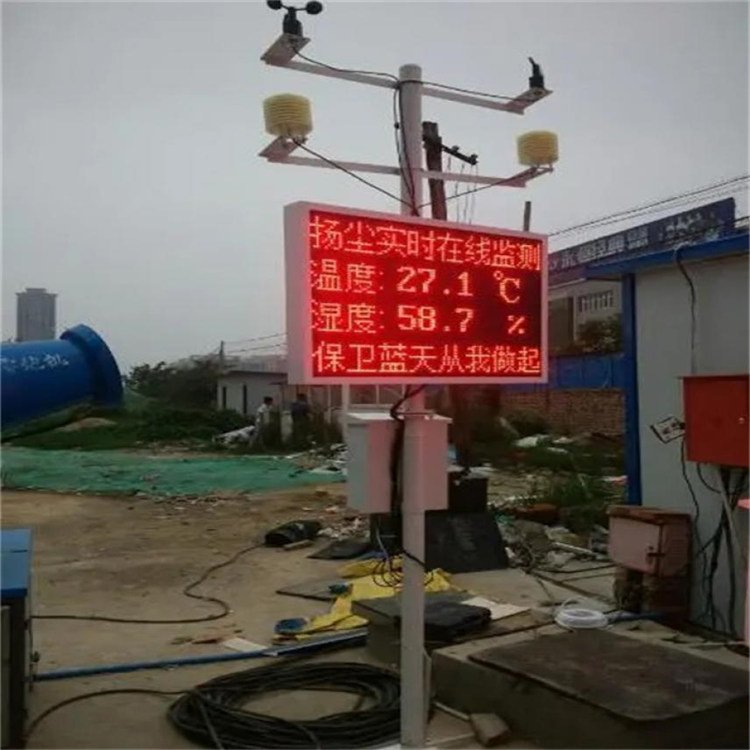 扬尘实时在线监测
温度: 27.1 ℃
湿度: 58.7 %
保卫蓝天从我做起